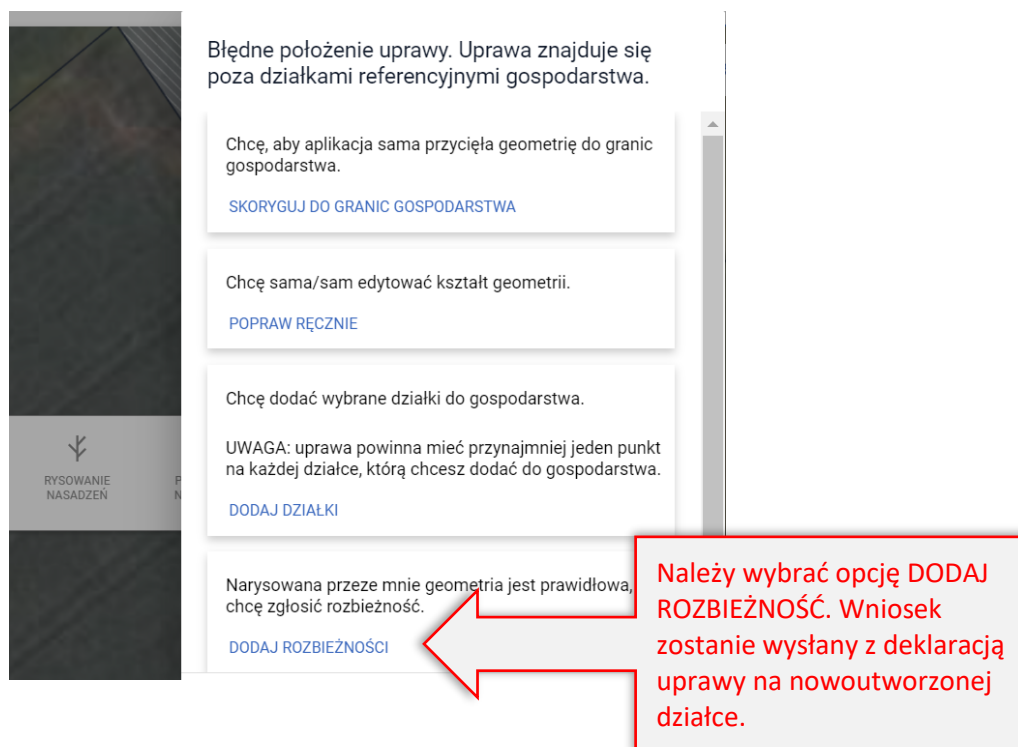 Błędne położenie uprawy. Uprawa znajduje się
poza działkami referencyjnymi gospodarstwa.
Chcę, aby aplikacja sama przycięła geometrię do granic
gospodarstwa.
SKORYGUJ DO GRANIC GOSPODARSTWA
Chcę sama/sam edytować kształt geometrii.
POPRAW RĘCZNIE
Chcę dodać wybrane działki do gospodarstwa.
UWAGA: uprawa powinna mieć przynajmniej jeden punkt
na każdej działce, którą chcesz dodać do gospodarstwa.
DODAJ DZIAŁKI
RYSOWANIE
NASADZEŃ
Narysowana przeze mnie geometria jest prawidłowa,
chcę zgłosić rozbieżność.
DODAJ ROZBIEŻNOŚCI
Należy wybrać opcję DODAJ
ROZBIEŻNOŚĆ. Wniosek
zostanie wysłany z deklaracją
uprawy na nowoutworzonej
działce.